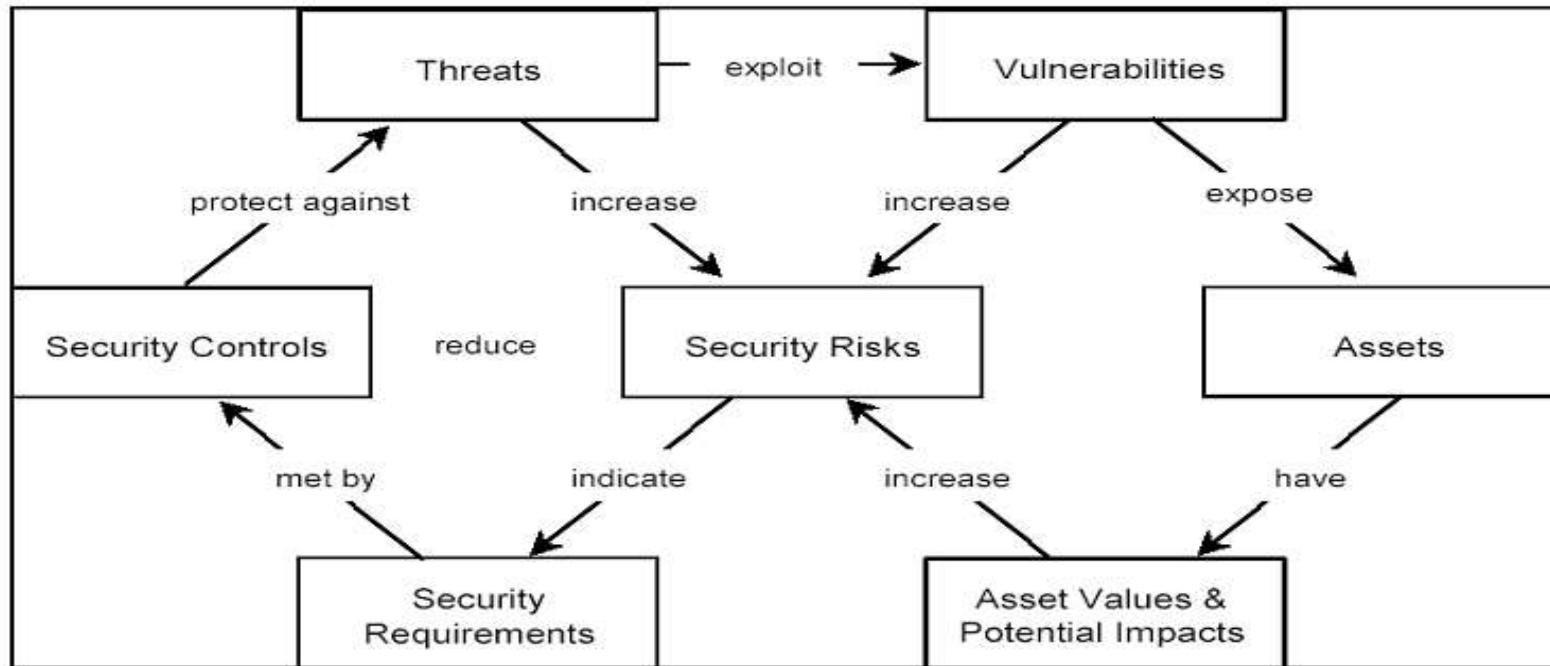 Threats
exploit
Vulnerabilities
protect against
increase
increase
expose
Security Controls
reduce
Security Risks
Assets
met by
indicate
increase
have
Security
Requirements
Asset Values &
Potential Impacts